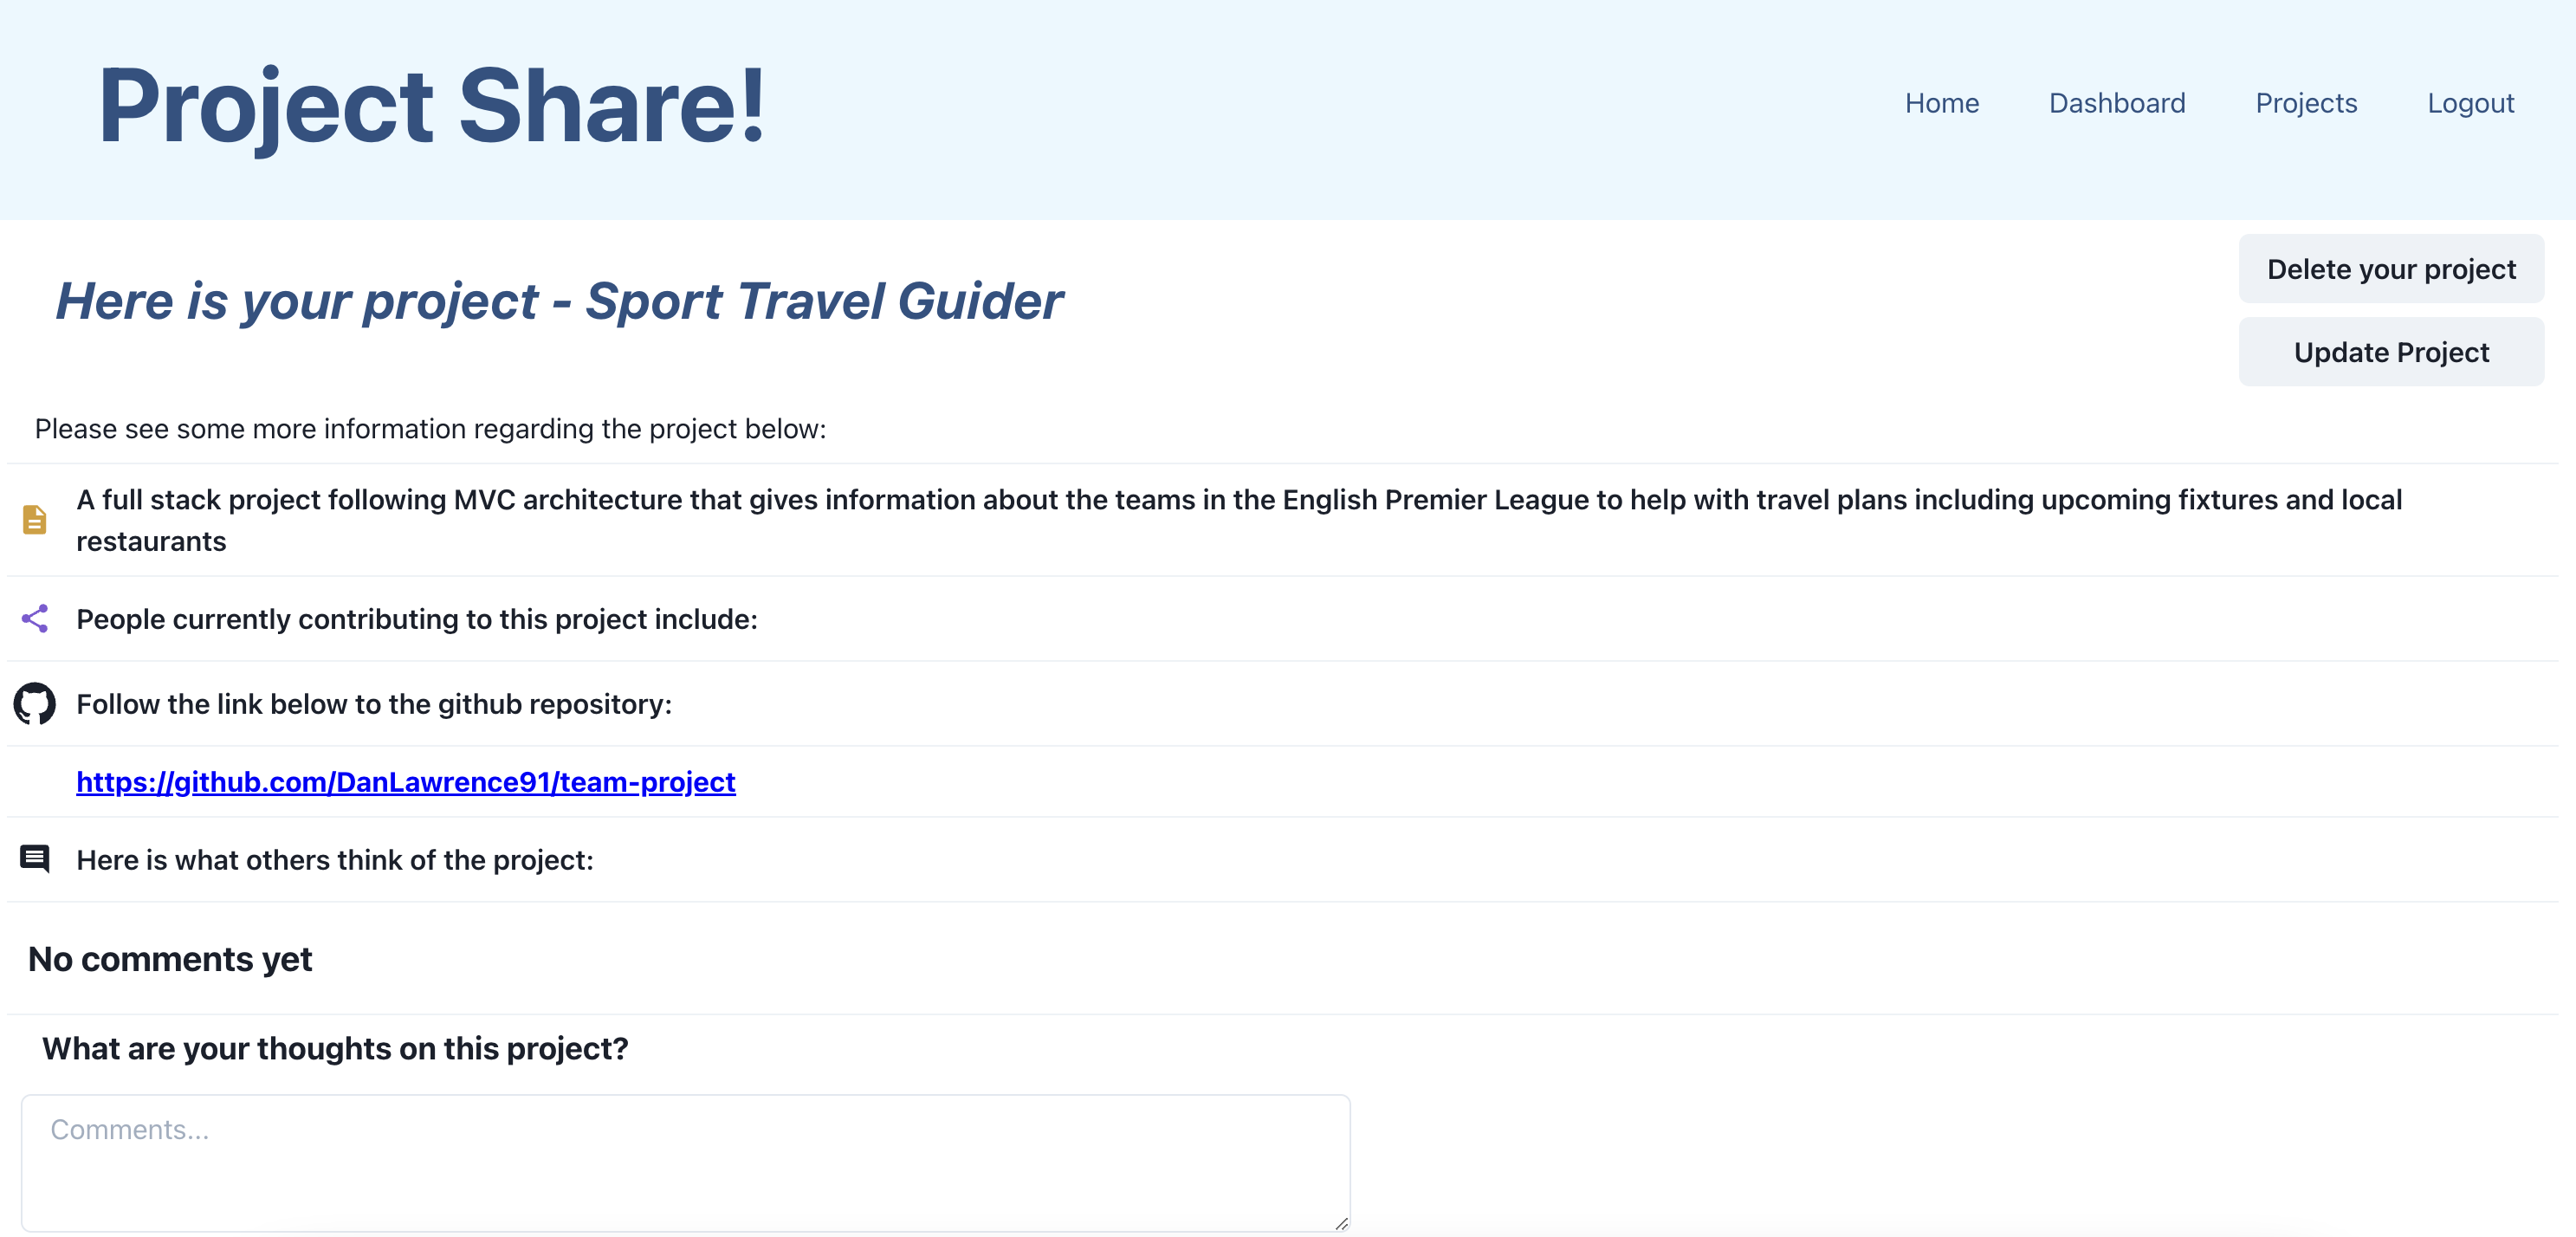 Project Share!
Home Dashboard Projects Logout
Here is your project - Sport Travel Guider
Delete your project
Update Project
Please see some more information regarding the project below:
A full stack project following MVC architecture that gives information about the teams in the English Premier League to help with travel plans including upcoming fixtures and local
restaurants
People currently contributing to this project include:
Follow the link below to the github repository:
https://github.com/DanLawrence91/team-project
Here is what others think of the project:
No comments yet
What are your thoughts on this project?
Comments...